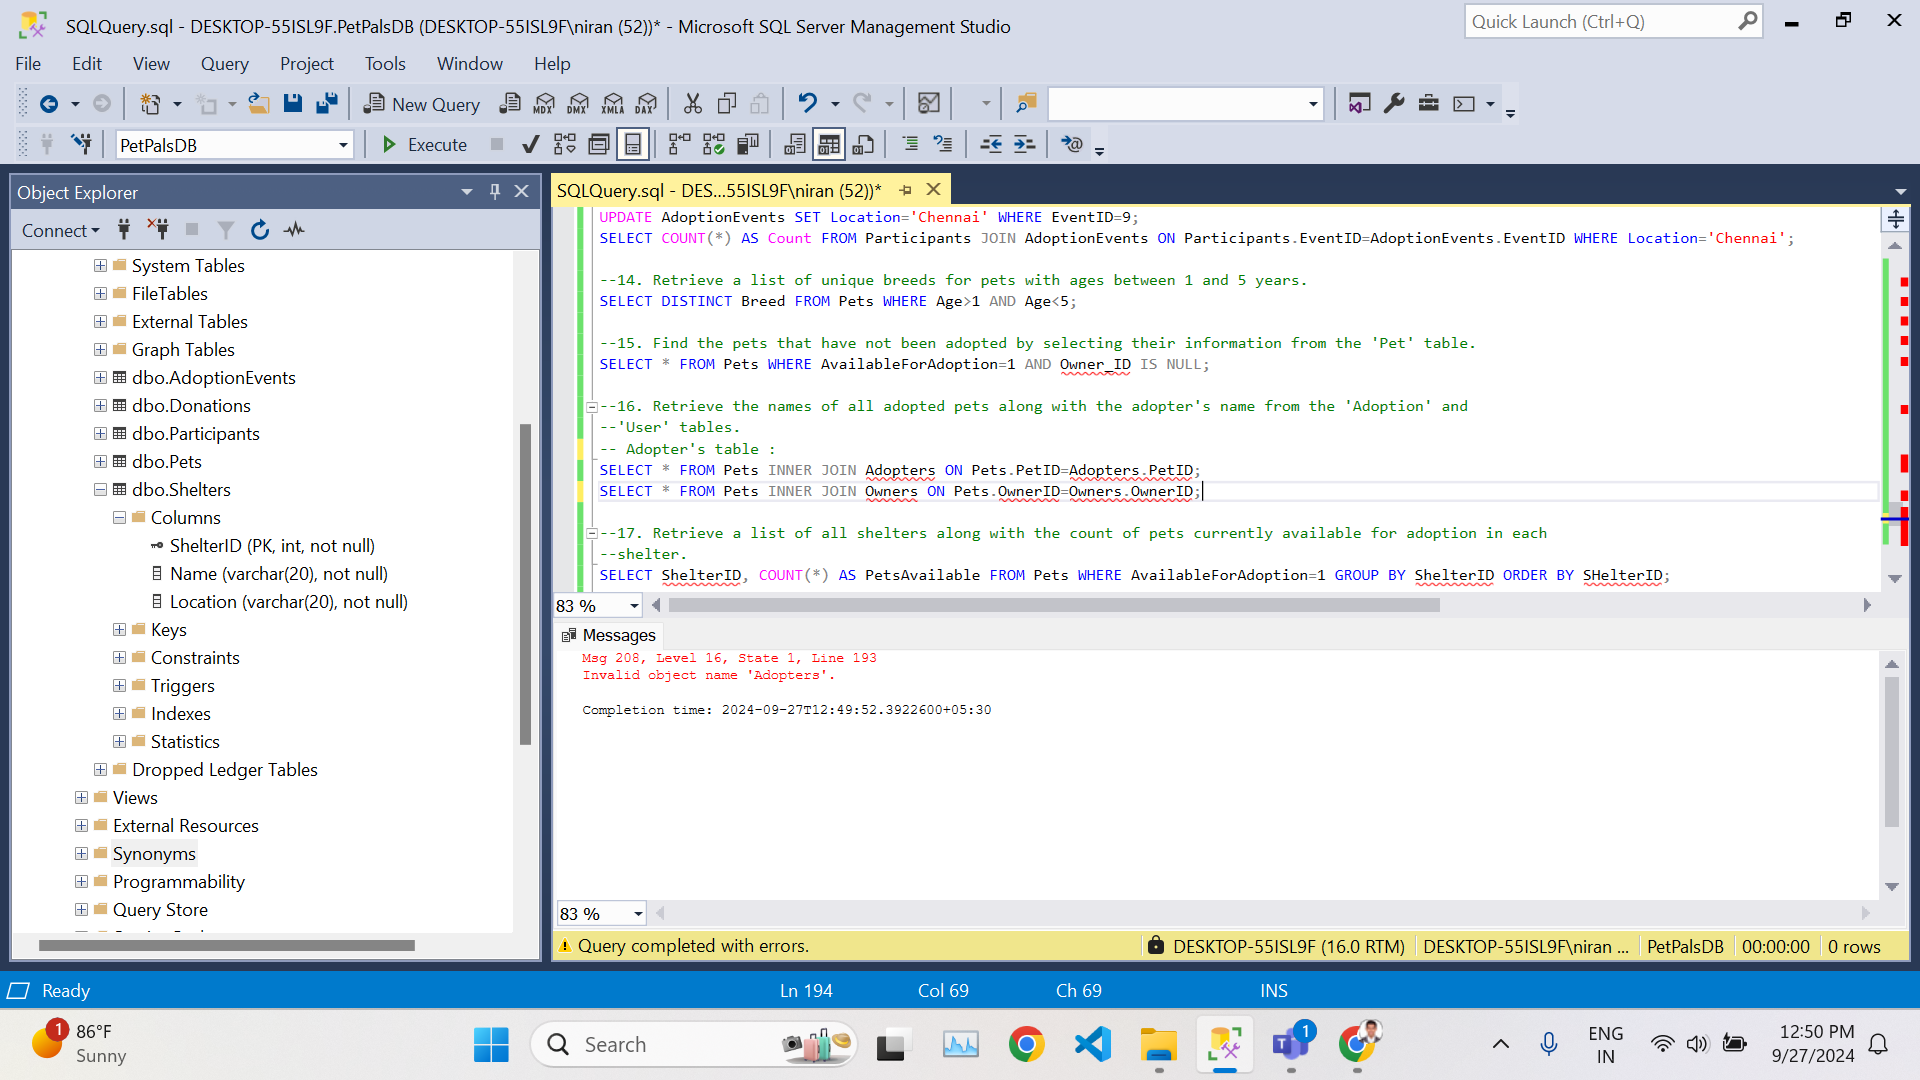 SQLQuery.sql - DESKTOP-55ISL9F.PetPalsDB (DESKTOP-55ISL9F\niran (52))* - Microsoft SQL Server Management Studio
Quick Launch (Ctrl+Q)
File Edit View Query Project Tools Window Help
New Query MDX DMX XMLA DAX
PetPalsDB
Execute
Object Explorer
Connect
System Tables
FileTables
External Tables
Graph Tables
dbo.AdoptionEvents
dbo.Donations
dbo.Participants
dbo.Pets
dbo.Shelters
Columns
ShelterID (PK, int, not null)
Name (varchar(20), not null)
Location (varchar(20), not null)
Keys
Constraints
Triggers
Indexes
Statistics
Dropped Ledger Tables
Views
External Resources
Synonyms
Programmability
Query Store
SQLQuery.sql - DES...55ISL9F\niran (52))*
UPDATE AdoptionEvents SET Location='Chennai' WHERE EventID=9;
SELECT COUNT(*) AS Count FROM Participants JOIN AdoptionEvents ON Participants.EventID=AdoptionEvents.EventID WHERE Location='Chennai';
--14. Retrieve a list of unique breeds for pets with ages between 1 and 5 years.
SELECT DISTINCT Breed FROM Pets WHERE Age>1 AND Age<5;
--15. Find the pets that have not been adopted by selecting their information from the 'Pet' table.
SELECT * FROM Pets WHERE AvailableForAdoption=1 AND Owner_ID IS NULL;
--16. Retrieve the names of all adopted pets along with the adopter's name from the 'Adoption' and
--'User' tables.
-- Adopter's table :
SELECT * FROM Pets INNER JOIN Adopters ON Pets.PetID=Adopters.PetID;
SELECT * FROM Pets INNER JOIN Owners ON Pets.OwnerID=Owners.OwnerID;
--17. Retrieve a list of all shelters along with the count of pets currently available for adoption in each
--shelter.
SELECT ShelterID, COUNT(*) AS PetsAvailable FROM Pets WHERE AvailableForAdoption=1 GROUP BY ShelterID ORDER BY SHelterID;
83 %
Messages
Msg 208, Level 16, State 1, Line 193
Invalid object name 'Adopters'.
Completion time: 2024-09-27T12:49:52.3922600+05:30
83 %
Query completed with errors.
DESKTOP-55ISL9F (16.0 RTM)
DESKTOP-55ISL9F\niran ...
PetPalsDB
00:00:00
0 rows
Ready
Ln 194
Col 69
Ch 69
INS
1
86°F
Sunny
Search
1
ENG
IN
12:50 PM
9/27/2024